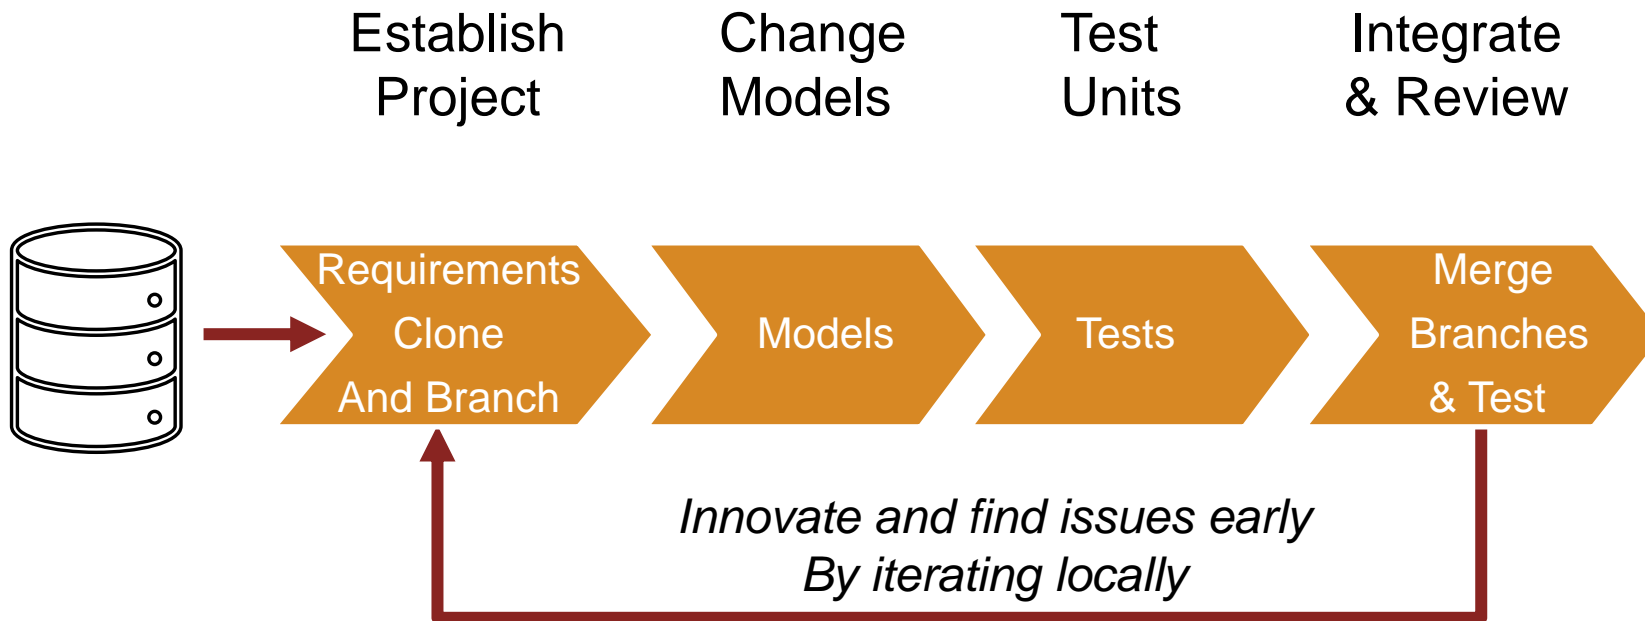 Establish
Project
Change
Models
Test
Units
Integrate
& Review
Requirements
Clone
And Branch
Models
Tests
Merge
Branches
& Test
Innovate and find issues early
By iterating locally